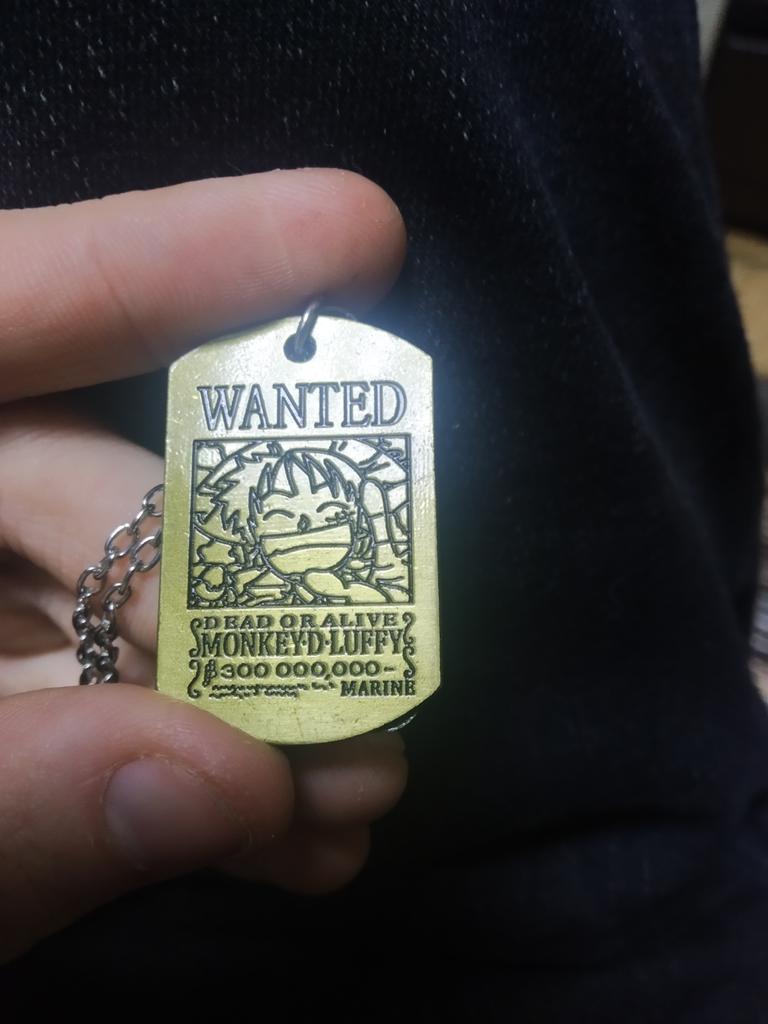 WANTED
DEAD OR ALIVE
MONKEY·D·LUFFY
฿300 000,000-
MARINE